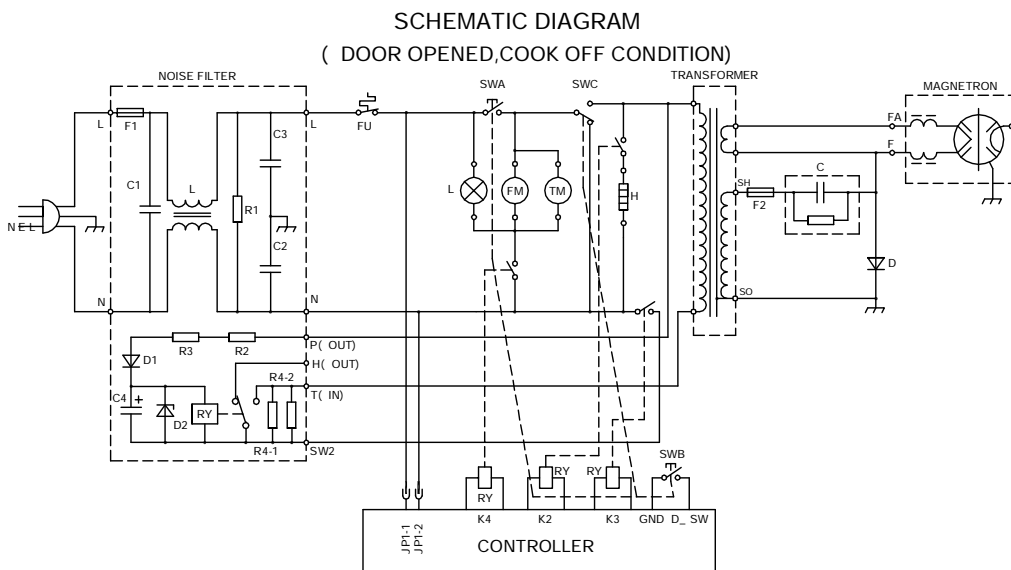 SCHEMATIC DIAGRAM
( DOOR OPENED,COOK OFF CONDITION)
NOISE FILTER
SWA
SWC
TRANSFORMER
MAGNETRON
L
F1
L
FU
C3
FA
F
C1
L
R1
L
FM
TM
H
SH
F2
C
N E L
C2
D
N
N
SO
R3
R2
P( OUT)
D1
H( OUT)
R4-2
T( IN)
C4
+
D2
RY
R4-1
SW2
SWB
RY
RY
RY
K4
K2
K3
GND
D_ SW
JP1-1
JP1-2
CONTROLLER